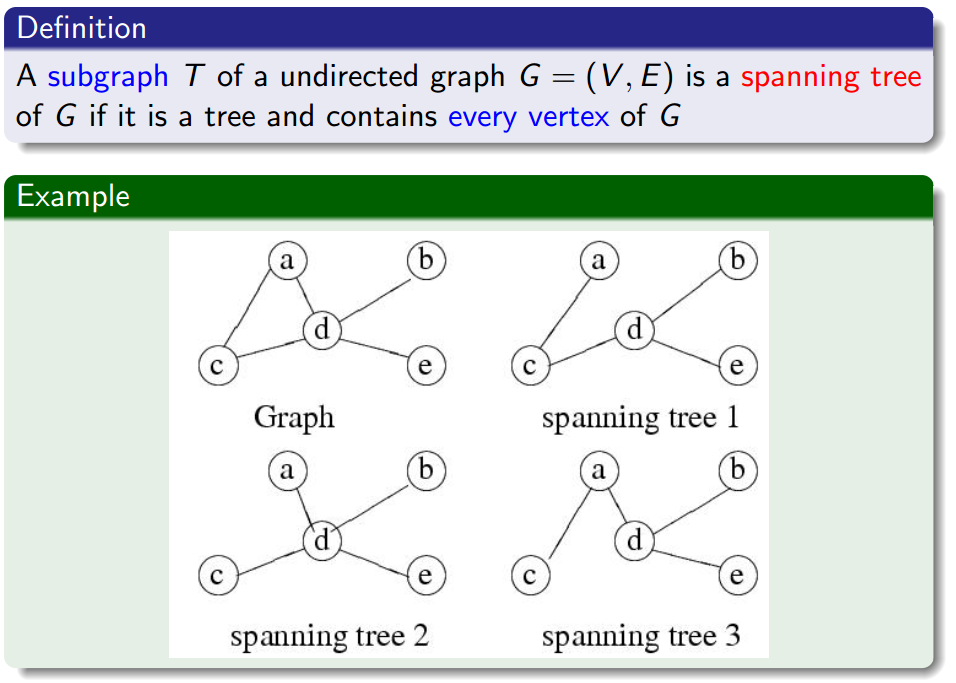 Definition
A subgraph T of a undirected graph G = (V, E) is a spanning tree
of G if it is a tree and contains every vertex of G
Example
a b
d
c e
Graph
a b
d
c e
spanning tree 1
a b
d
c e
spanning tree 2
a b
d
c e
spanning tree 3